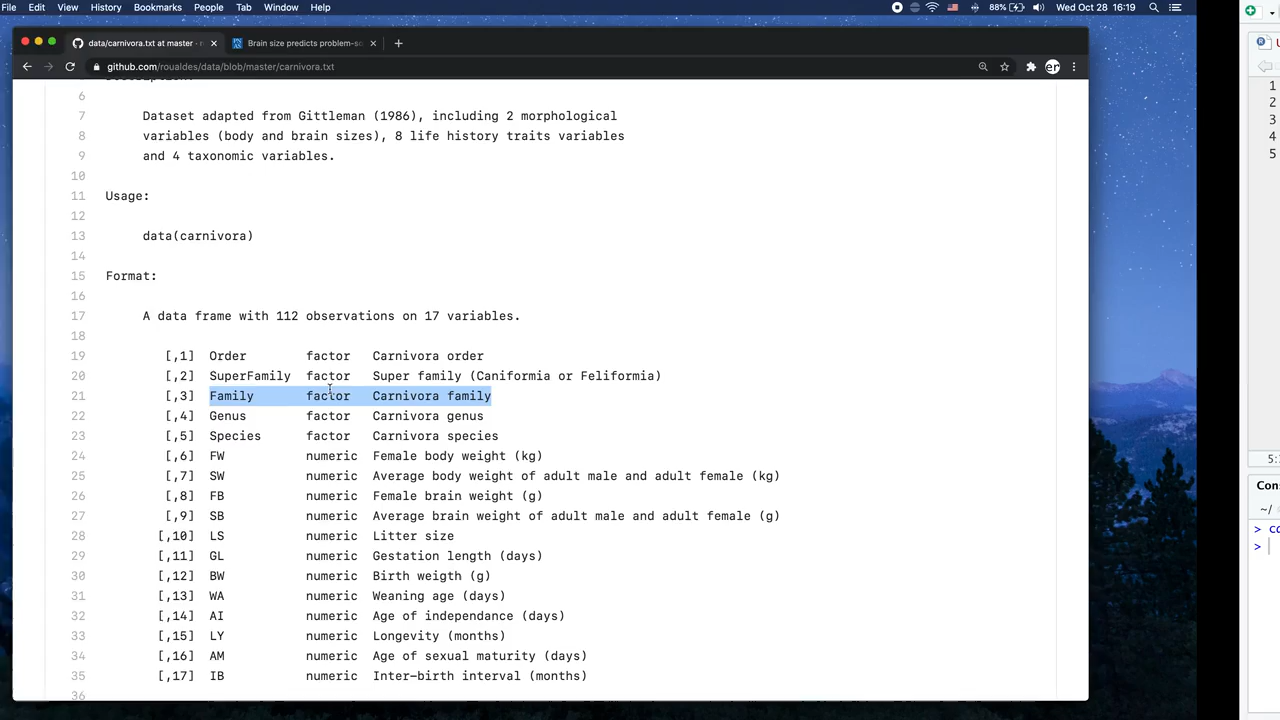 File Edit View History Bookmarks People Tab Window Help 88% Wed Oct 28 16:19
data/carnivora.txt at master · Brain size predicts problem-so
github.com/roualdes/data/blob/master/carnivora.txt er
6
7 Dataset adapted from Gittleman (1986), including 2 morphological
8 variables (body and brain sizes), 8 life history traits variables
9 and 4 taxonomic variables.
10
11 Usage:
12
13 data(carnivora)
14
15 Format:
16
17 A data frame with 112 observations on 17 variables.
18
19 [,1] Order factor Carnivora order
20 [,2] SuperFamily factor Super family (Caniformia or Feliformia)
21 [,3] Family factor Carnivora family
22 [,4] Genus factor Carnivora genus
23 [,5] Species factor Carnivora species
24 [,6] FW numeric Female body weight (kg)
25 [,7] SW numeric Average body weight of adult male and adult female (kg)
26 [,8] FB numeric Female brain weight (g)
27 [,9] SB numeric Average brain weight of adult male and adult female (g)
28 [,10] LS numeric Litter size
29 [,11] GL numeric Gestation length (days)
30 [,12] BW numeric Birth weigth (g)
31 [,13] WA numeric Weaning age (days)
32 [,14] AI numeric Age of independance (days)
33 [,15] LY numeric Longevity (months)
34 [,16] AM numeric Age of sexual maturity (days)
35 [,17] IB numeric Inter-birth interval (months)
36
1
2
3
4
5
5:
Con
~/
> co
>